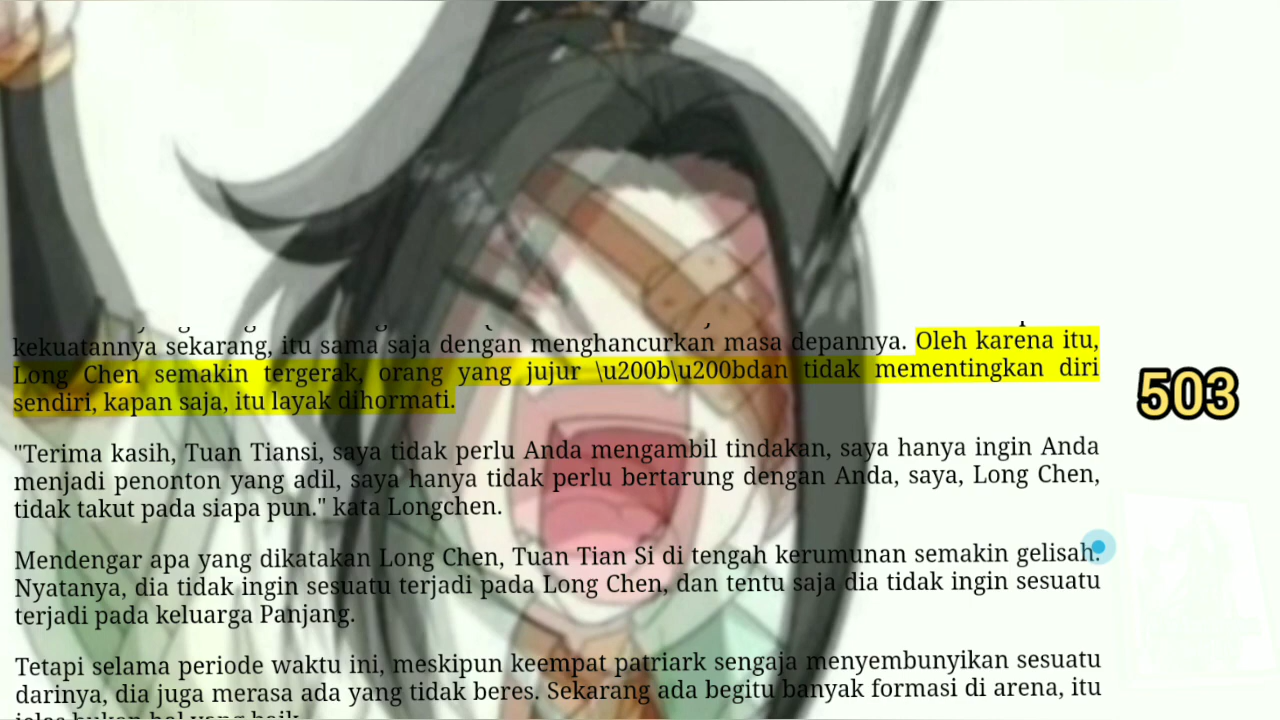 kekuatannya sekarang, itu sama saja dengan menghancurkan masa depannya. Oleh karena itu,
Long Chen semakin tergerak, orang yang jujur \u200b\u200bdan tidak mementingkan diri
sendiri, kapan saja, itu layak dihormati.
503
"Terima kasih, Tuan Tiansi, saya tidak perlu Anda mengambil tindakan, saya hanya ingin Anda
menjadi penonton yang adil, saya hanya tidak perlu bertarung dengan Anda, saya, Long Chen,
tidak takut pada siapa pun." kata Longchen.
Mendengar apa yang dikatakan Long Chen, Tuan Tian Si di tengah kerumunan semakin gelisah.
Nyatanya, dia tidak ingin sesuatu terjadi pada Long Chen, dan tentu saja dia tidak ingin sesuatu
terjadi pada keluarga Panjang.
Tetapi selama periode waktu ini, meskipun keempat patriark sengaja menyembunyikan sesuatu
darinya, dia juga merasa ada yang tidak beres. Sekarang ada begitu banyak formasi di arena, itu